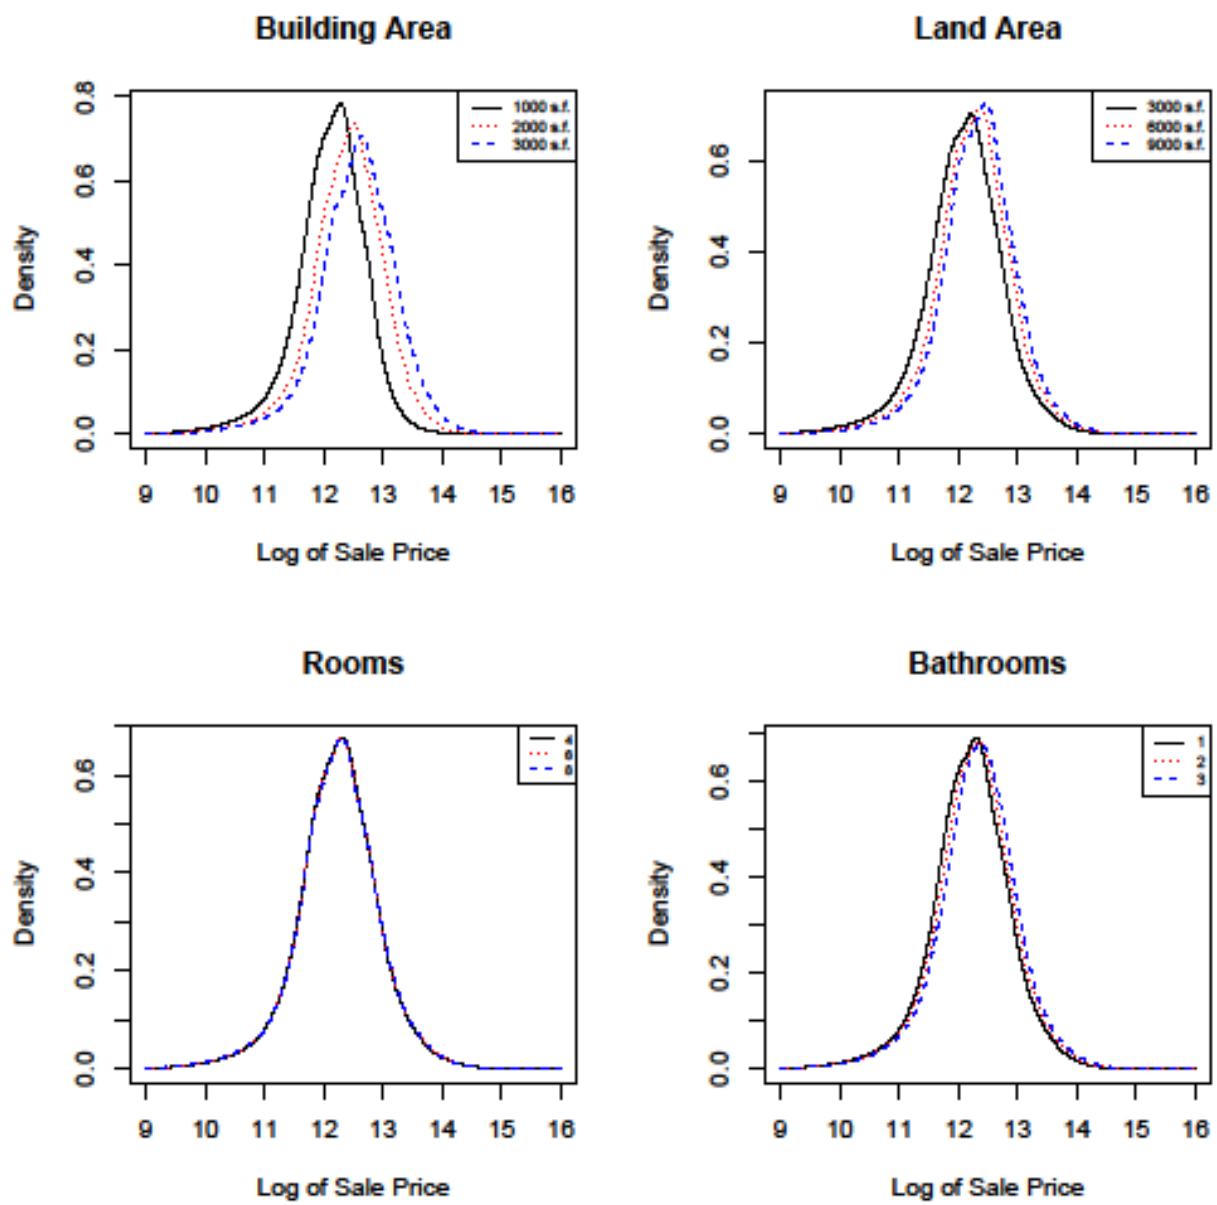 Building Area
0.8
0.6
0.4
0.2
0.0
Density
1000 s.f.
2000 s.f.
3000 s.f.
9 10 11 12 13 14 15 16
Log of Sale Price
Land Area
0.6
0.4
0.2
0.0
Density
3000 s.f.
6000 s.f.
9000 s.f.
9 10 11 12 13 14 15 16
Log of Sale Price
Rooms
0.6
0.4
0.2
0.0
Density
4
6
8
9 10 11 12 13 14 15 16
Log of Sale Price
Bathrooms
0.6
0.4
0.2
0.0
Density
1
2
3
9 10 11 12 13 14 15 16
Log of Sale Price